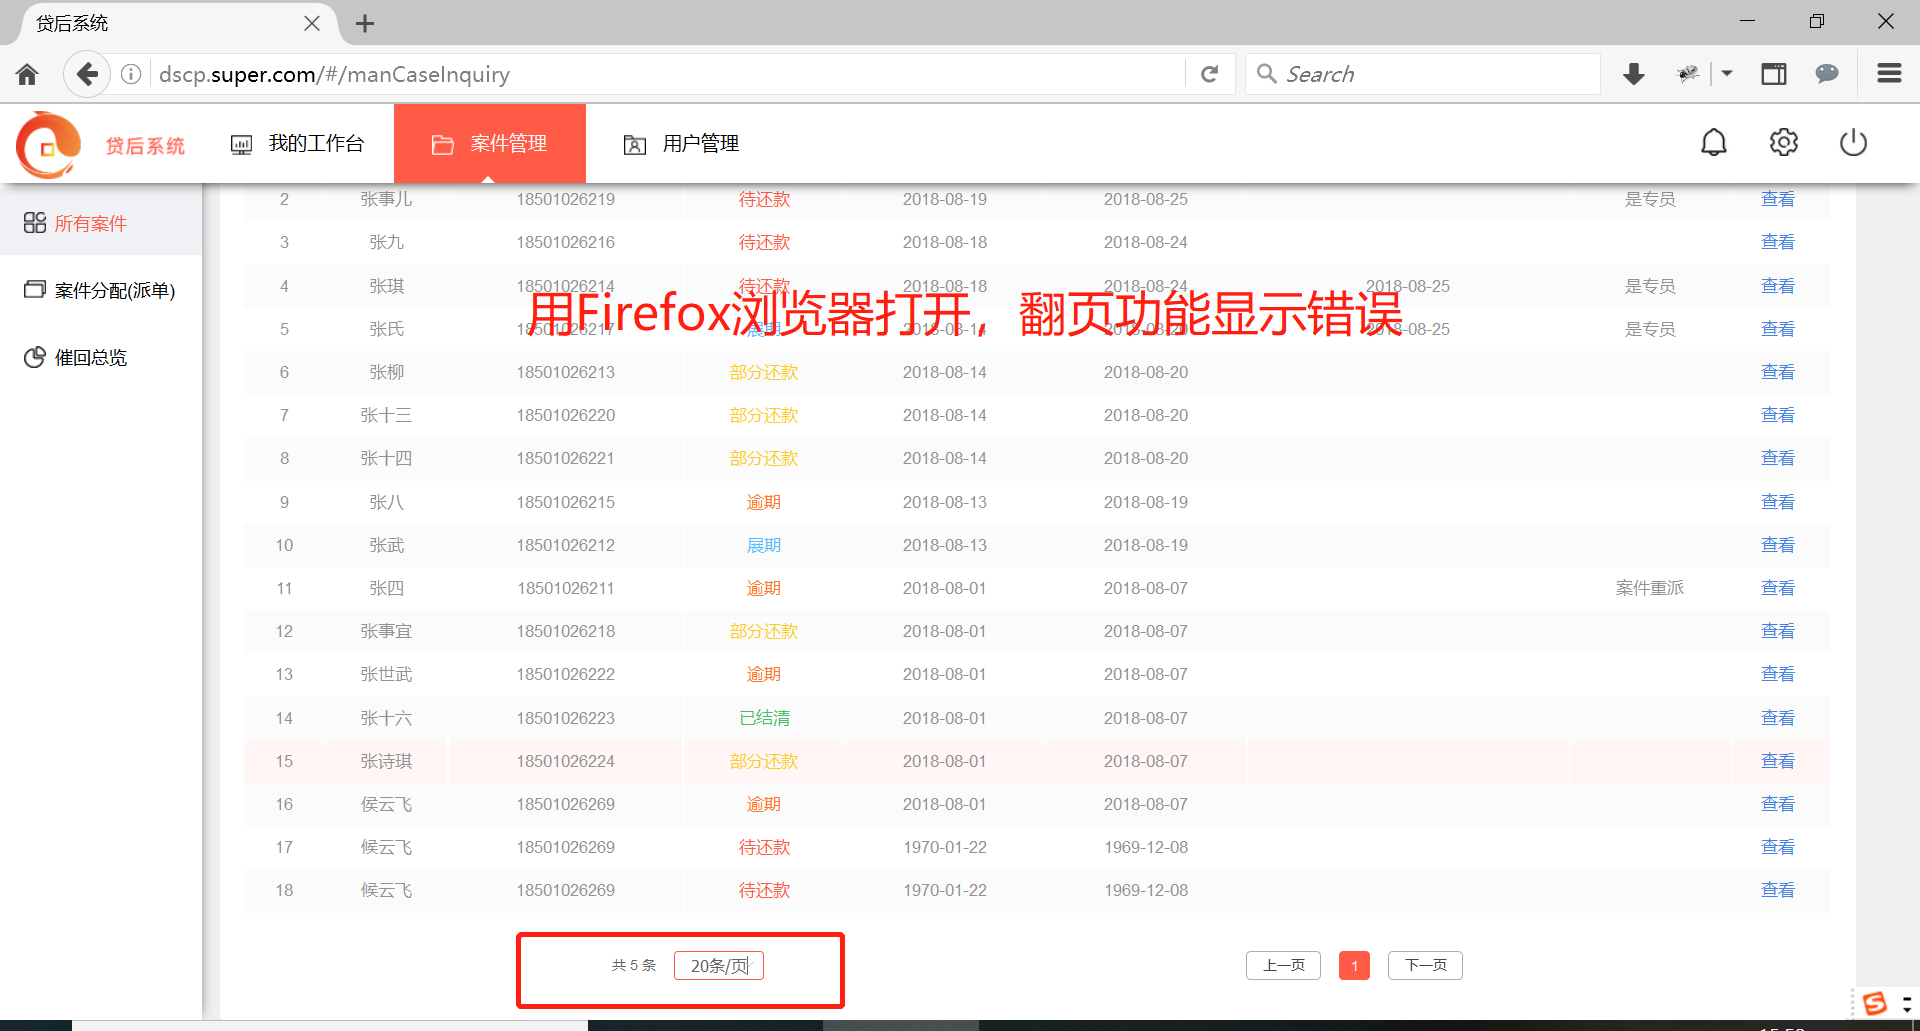 贷后系统
dscp.super.com/#/manCaseInquiry
Search
贷后系统 我的工作台 案件管理 用户管理
所有案件
案件分配(派单)
催回总览
2 张事儿 18501026219 待还款 2018-08-19 2018-08-25 是专员 查看
3 张九 18501026216 待还款 2018-08-18 2018-08-24 查看
4 张琪 18501026214 待还款 2018-08-18 2018-08-24 2018-08-25 是专员 查看
用Firefox浏览器打开，翻页功能显示错误
5 张氏 18501026217 展期 2018-08-14 2018-08-20 2018-08-25 是专员 查看
6 张柳 18501026213 部分还款 2018-08-14 2018-08-20 查看
7 张十三 18501026220 部分还款 2018-08-14 2018-08-20 查看
8 张十四 18501026221 部分还款 2018-08-14 2018-08-20 查看
9 张八 18501026215 逾期 2018-08-13 2018-08-19 查看
10 张武 18501026212 展期 2018-08-13 2018-08-19 查看
11 张四 18501026211 逾期 2018-08-01 2018-08-07 案件重派 查看
12 张事宜 18501026218 部分还款 2018-08-01 2018-08-07 查看
13 张世武 18501026222 逾期 2018-08-01 2018-08-07 查看
14 张十六 18501026223 已结清 2018-08-01 2018-08-07 查看
15 张诗琪 18501026224 部分还款 2018-08-01 2018-08-07 查看
16 侯云飞 18501026269 逾期 2018-08-01 2018-08-07 查看
17 候云飞 18501026269 待还款 1970-01-22 1969-12-08 查看
18 候云飞 18501026269 待还款 1970-01-22 1969-12-08 查看
共 5 条 20条/页 上一页 1 下一页